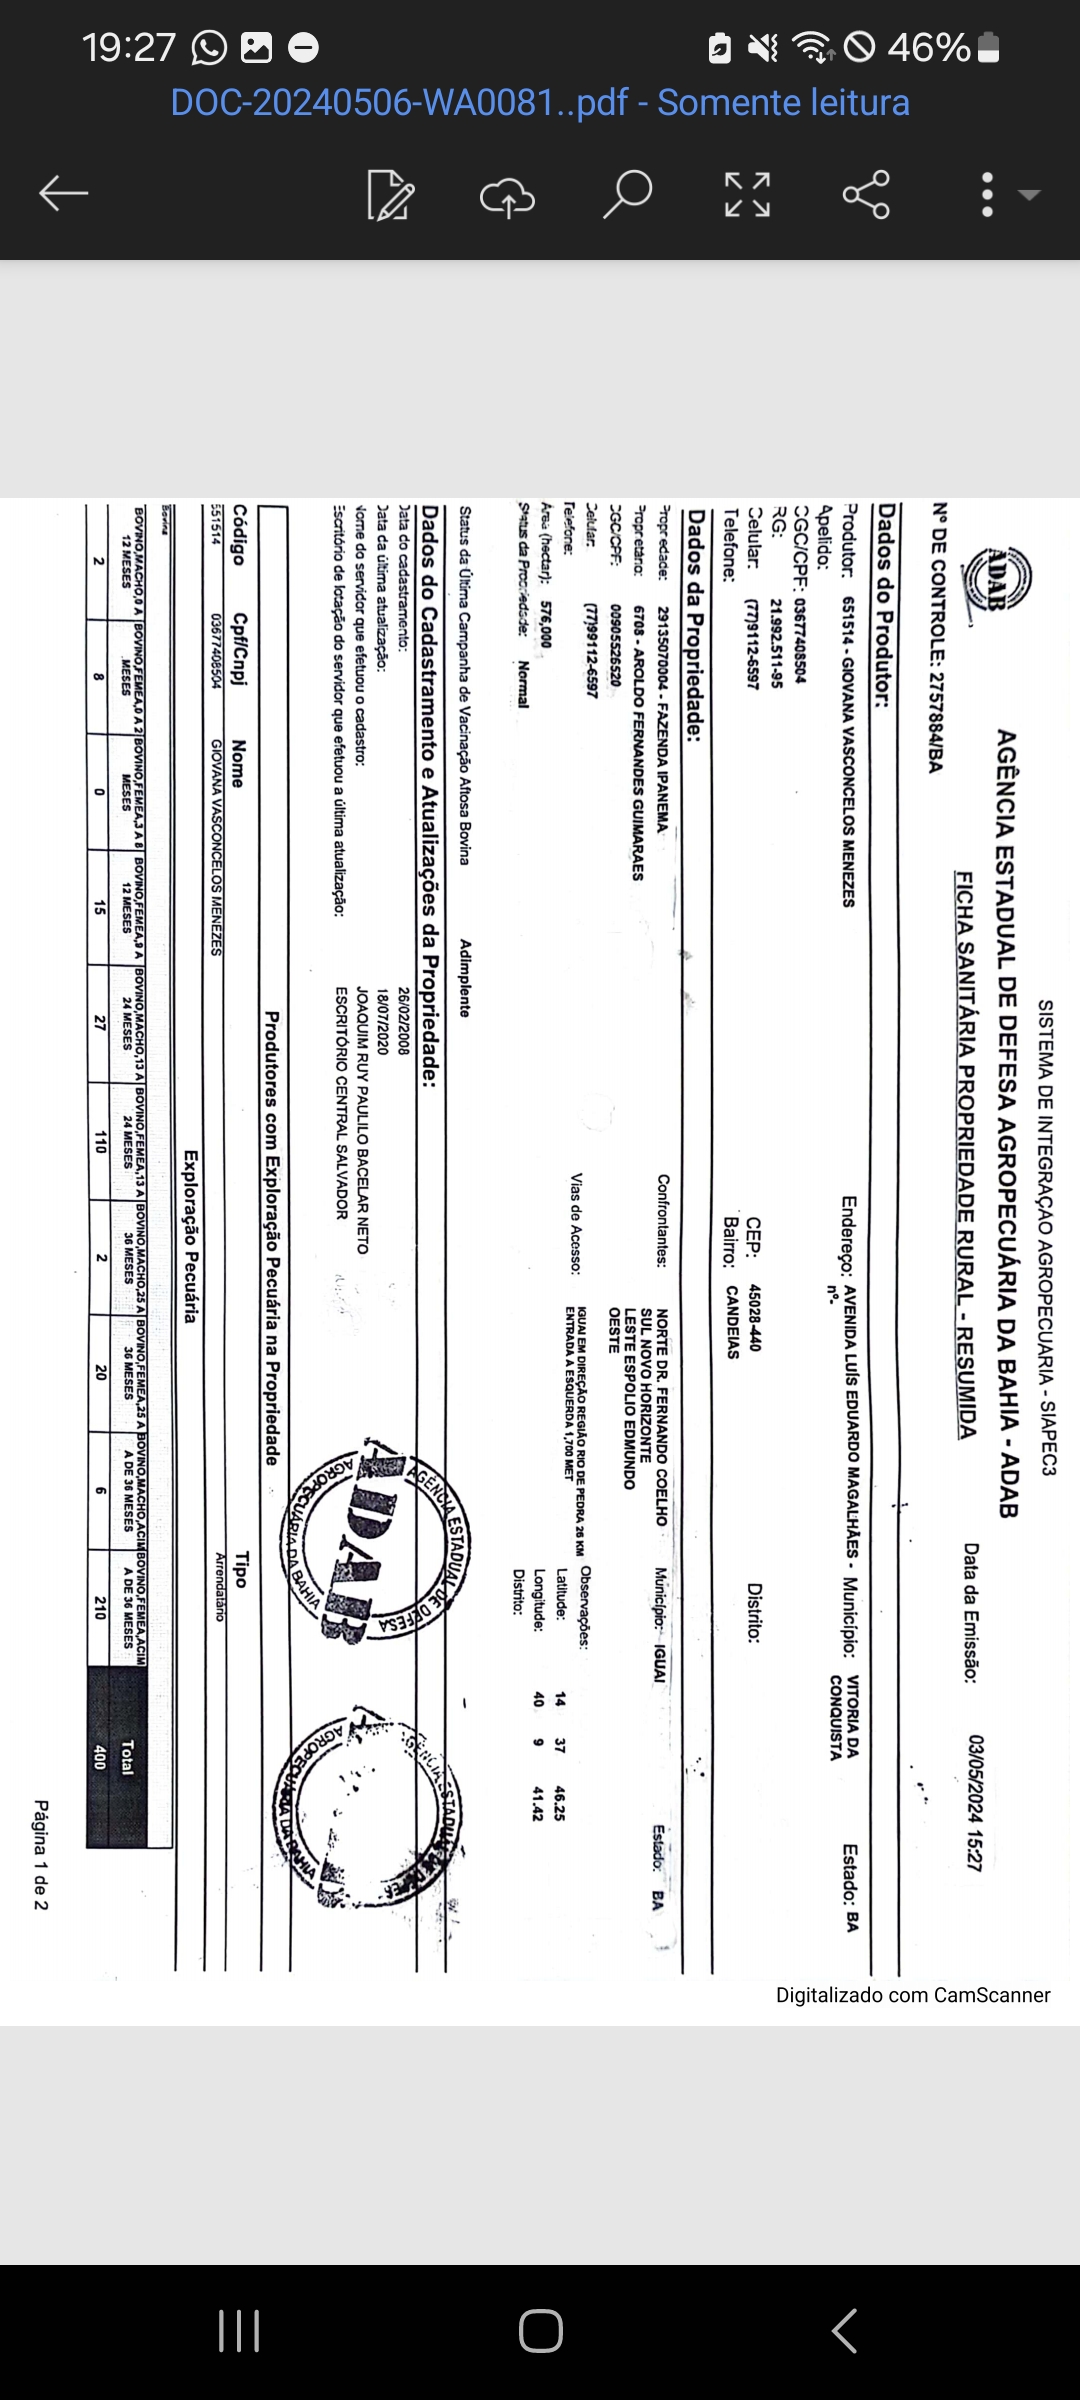 19:27
46%
DOC-20240506-WA0081..pdf - Somente leitura
ADAB
SISTEMA DE INTEGRAÇÃO AGROPECUARIA - SIAPEC3
AGÊNCIA ESTADUAL DE DEFESA AGROPECUÁRIA DA BAHIA - ADAB
FICHA SANITÁRIA PROPRIEDADE RURAL - RESUMIDA
Data da Emissão: 03/05/2024 15:27
Nº DE CONTROLE: 2757884/BA
Dados do Produtor:
Produtor: 651514 - GIOVANA VASCONCELOS MENEZES Endereço: AVENIDA LUÍS EDUARDO MAGALHÃES - nº- Município: VITORIA DA CONQUISTA Estado: BA
Apelido:
CGC/CPF: 03677408504
RG: 21.992.511-95
Celular: (77)9112-6597 CEP: 45028-440 Distrito:
Telefone: Bairro: CANDEIAS
Dados da Propriedade:
Propriedade: 29135070004 - FAZENDA IPANEMA Confrontantes: NORTE DR. FERNANDO COELHO Município: IGUAI Estado: BA
SUL NOVO HORIZONTE
Proprietário: 6708 - AROLDO FERNANDES GUIMARAES LESTE ESPOLIO EDMUNDO
CGC/CPF: 00905526520 OESTE
Celular: (77)99112-6597
Telefone: Vias de Acesso: IGUAI EM DIREÇÃO REGIÃO RIO DE PEDRA 26 KM ENTRADA A ESQUERDA 1,700 MET Observações:
Latitude: 14 37 46.25
Área (hectar): 576,000 Longitude: 40 9 41.42
Status da Propriedade: Normal Distrito:
Status da Última Campanha de Vacinação Aftosa Bovina Adimplente
Dados do Cadastramento e Atualizações da Propriedade:
Data do cadastramento: 26/02/2008
Data da última atualização: 18/07/2020
Nome do servidor que efetuou o cadastro: JOAQUIM RUY PAULILO BACELAR NETO
Escritório de lotação do servidor que efetuou a última atualização: ESCRITÓRIO CENTRAL SALVADOR
AGÊNCIA ESTADUAL DE DEFESA
ADAB
AGROPECUÁRIA DA BAHIA
AGÊNCIA ESTADUAL DE DEFESA
AGROPECUÁRIA DA BAHIA
Produtores com Exploração Pecuária na Propriedade
Código Cpf/Cnpj Nome Tipo
651514 03677408504 GIOVANA VASCONCELOS MENEZES Arrendatário
Exploração Pecuária
Bovina
BOVINO,MACHO,0 A 12 MESES BOVINO,FEMEA,0 A 2 MESES BOVINO,FEMEA,3 A 8 MESES BOVINO,FEMEA,9 A 12 MESES BOVINO,MACHO,13 A 24 MESES BOVINO,FEMEA,13 A 24 MESES BOVINO,MACHO,25 A 36 MESES BOVINO,FEMEA,25 A 36 MESES BOVINO,MACHO,ACIM A DE 36 MESES BOVINO,FEMEA,ACIM A DE 36 MESES Total
2 8 0 15 27 110 2 20 6 210 400
Página 1 de 2
Digitalizado com CamScanner